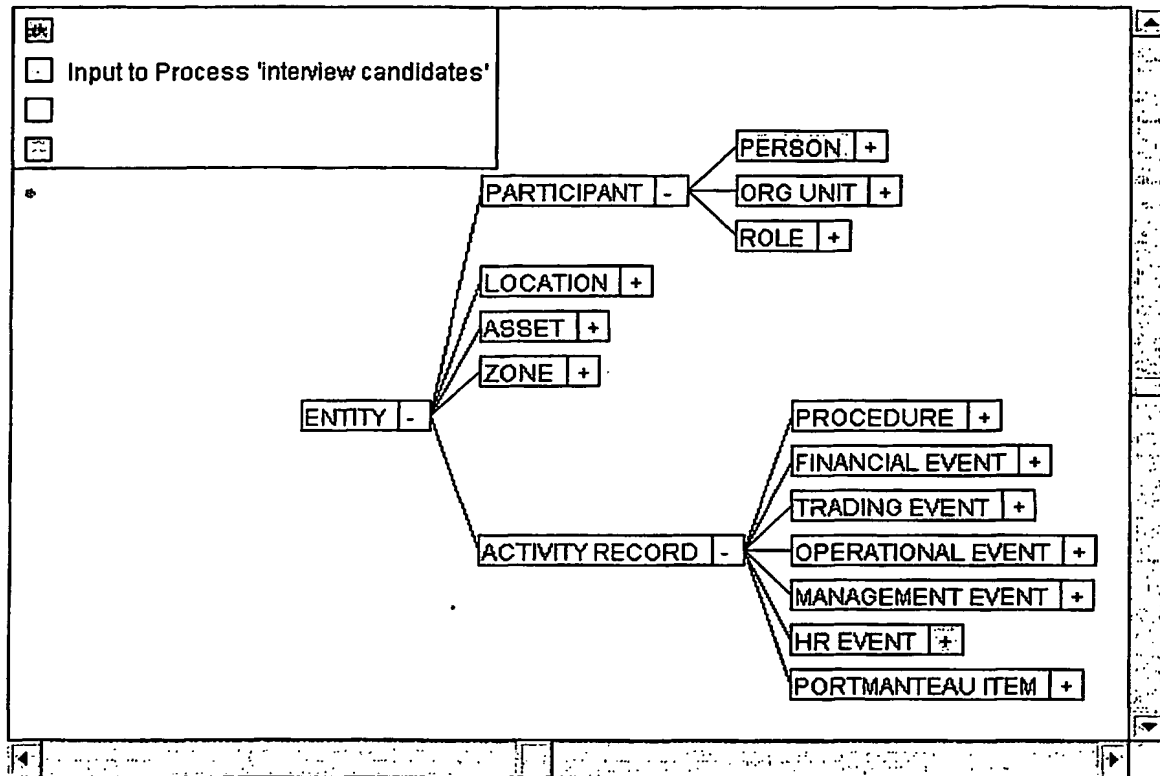 Input to Process 'interview candidates'
PERSON +
PARTICIPANT -
ORG UNIT +
ROLE +
LOCATION +
ASSET +
ZONE +
ENTITY -
PROCEDURE +
FINANCIAL EVENT +
TRADING EVENT +
ACTIVITY RECORD -
OPERATIONAL EVENT +
MANAGEMENT EVENT +
HR EVENT +
PORTMANTEAU ITEM +